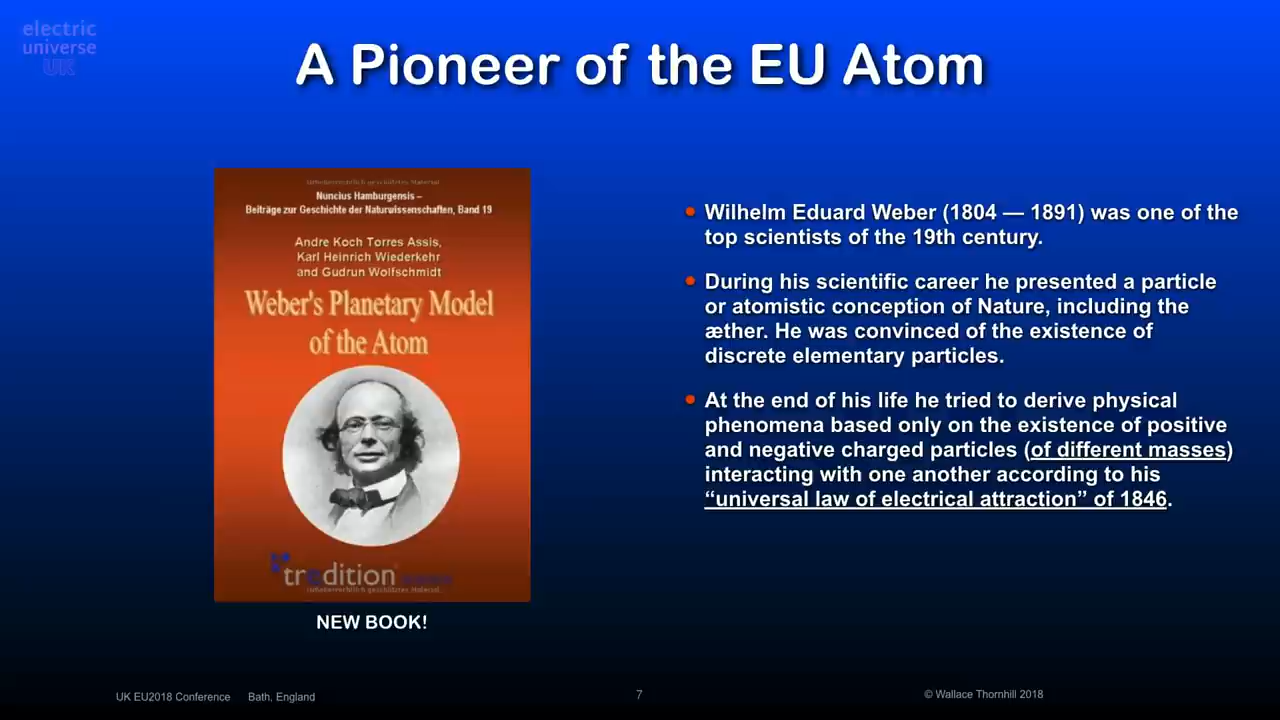 electric
universe
UK
A Pioneer of the EU Atom
Nuncius Hamburgensis –
Beiträge zur Geschichte der Naturwissenschaften, Band 19
Andre Koch Torres Assis,
Karl Heinrich Wiederkehr
and Gudrun Wolfschmidt
Weber's Planetary Model
of the Atom
tredition
NEW BOOK!
• Wilhelm Eduard Weber (1804 — 1891) was one of the
top scientists of the 19th century.
• During his scientific career he presented a particle
or atomistic conception of Nature, including the
æther. He was convinced of the existence of
discrete elementary particles.
• At the end of his life he tried to derive physical
phenomena based only on the existence of positive
and negative charged particles (of different masses)
interacting with one another according to his
“universal law of electrical attraction” of 1846.
UK EU2018 Conference Bath, England
7
© Wallace Thornhill 2018